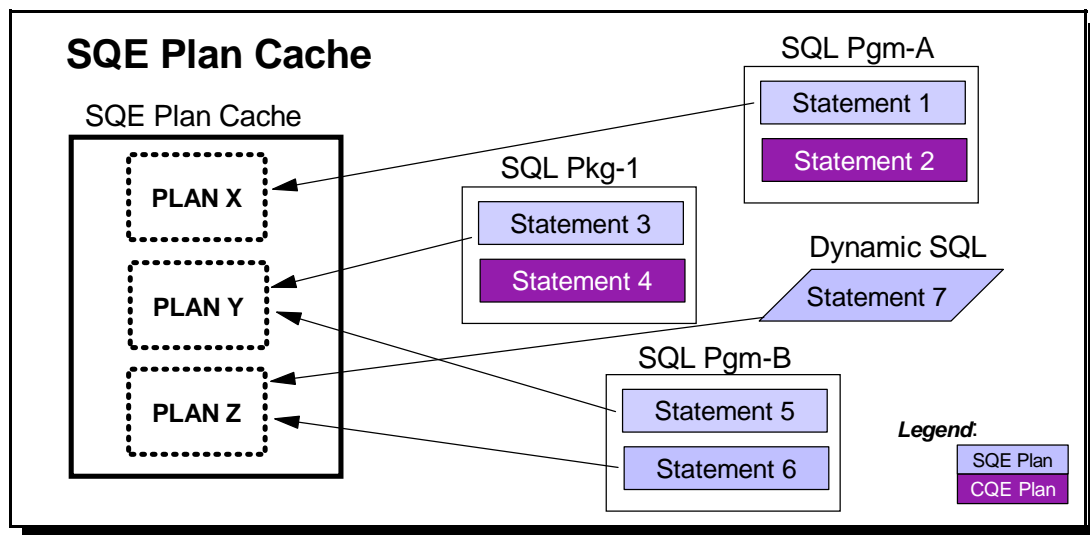 SQE Plan Cache
SQE Plan Cache
PLAN X
PLAN Y
PLAN Z
SQL Pgm-A
Statement 1
Statement 2
SQL Pkg-1
Statement 3
Statement 4
Dynamic SQL
Statement 7
SQL Pgm-B
Statement 5
Statement 6
Legend:
SQE Plan
CQE Plan